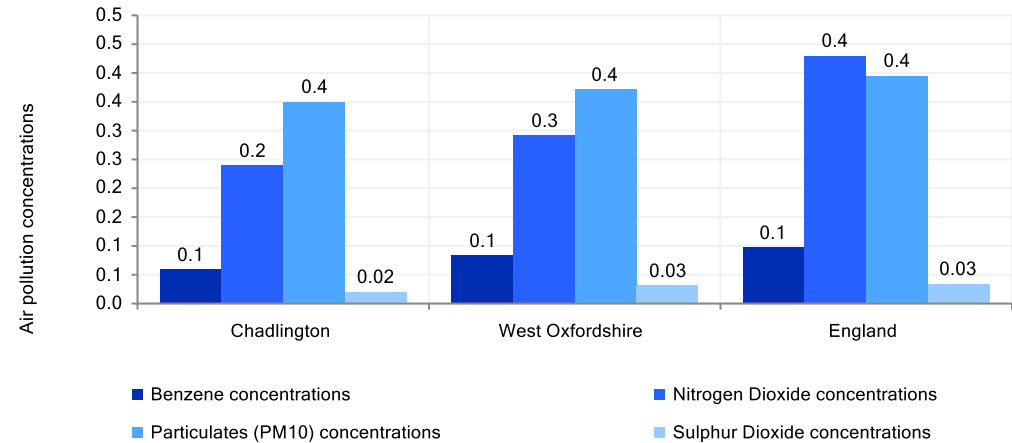 0.5
0.5
0.4
0.4
0.3
0.3
0.2
0.2
0.1
0.1
0.0
Air pollution concentrations
0.1
0.2
0.4
0.02
0.1
0.3
0.4
0.03
0.1
0.4
0.4
0.03
Chadlington
West Oxfordshire
England
Benzene concentrations
Nitrogen Dioxide concentrations
Particulates (PM10) concentrations
Sulphur Dioxide concentrations